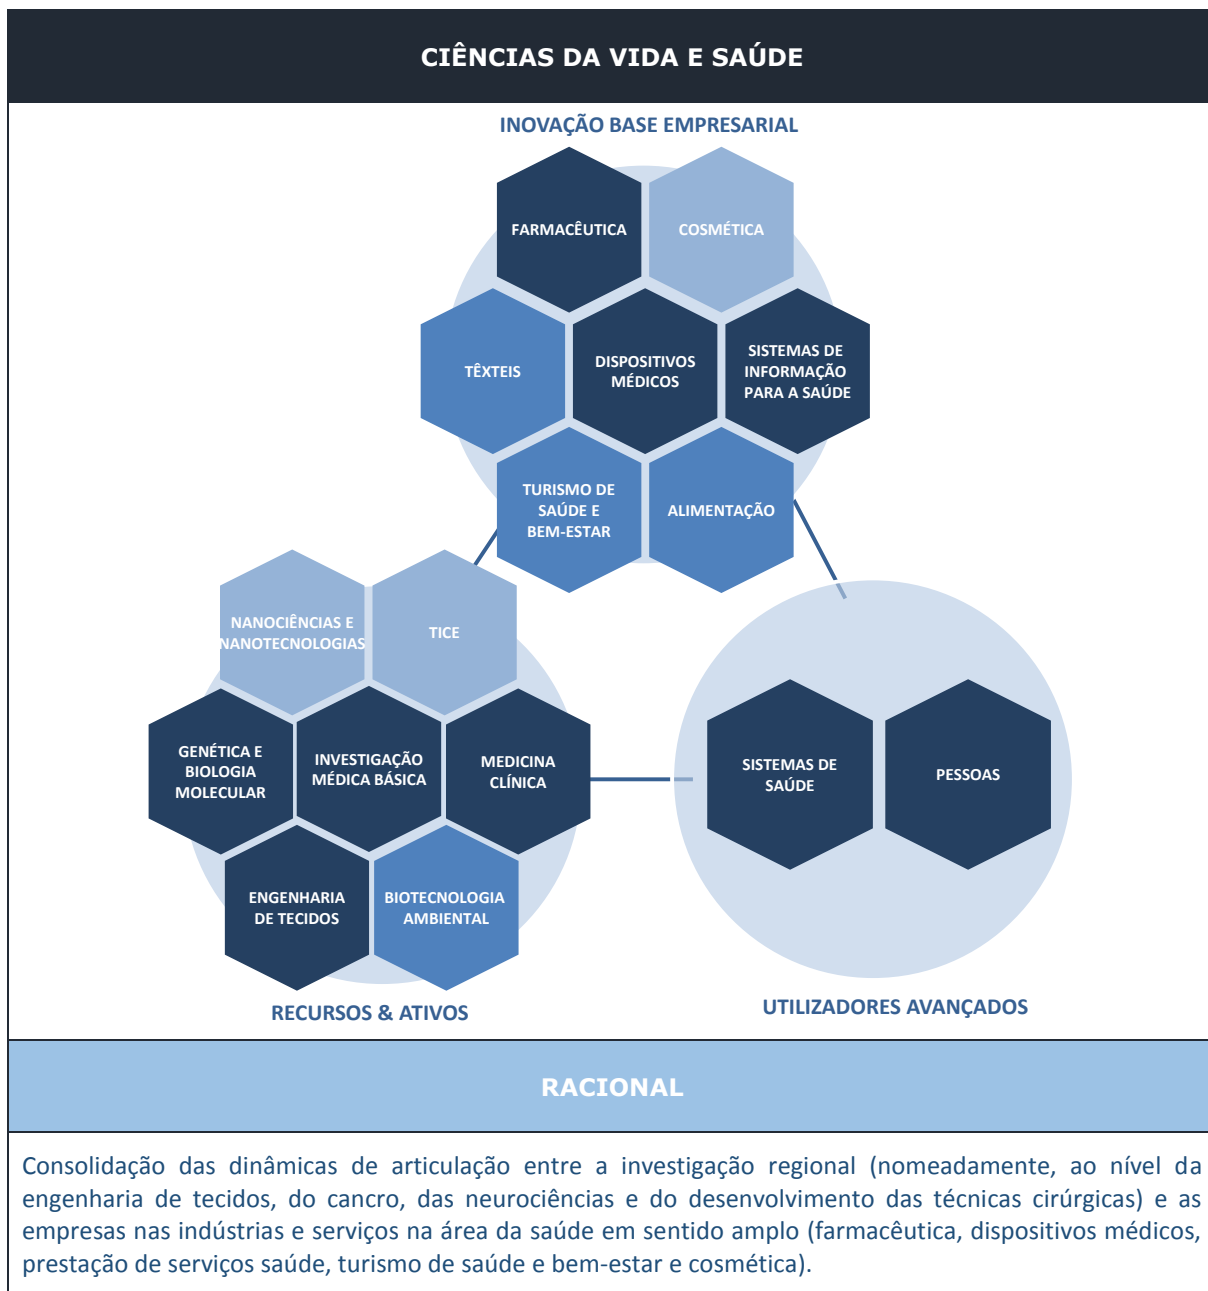 CIÊNCIAS DA VIDA E SAÚDE
INOVAÇÃO BASE EMPRESARIAL
FARMACÊUTICA
COSMÉTICA
TÊXTEIS
DISPOSITIVOS
MÉDICOS
SISTEMAS DE
INFORMAÇÃO
PARA A SAÚDE
TURISMO DE
SAÚDE E
BEM-ESTAR
ALIMENTAÇÃO
NANOCIÊNCIAS E
NANOTECNOLOGIAS
TICE
GENÉTICA E
BIOLOGIA
MOLECULAR
INVESTIGAÇÃO
MÉDICA BÁSICA
MEDICINA
CLÍNICA
ENGENHARIA
DE TECIDOS
BIOTECNOLOGIA
AMBIENTAL
RECURSOS & ATIVOS
SISTEMAS DE
SAÚDE
PESSOAS
UTILIZADORES AVANÇADOS
RACIONAL
Consolidação das dinâmicas de articulação entre a investigação regional (nomeadamente, ao nível da
engenharia de tecidos, do cancro, das neurociências e do desenvolvimento das técnicas cirúrgicas) e as
empresas nas indústrias e serviços na área da saúde em sentido amplo (farmacêutica, dispositivos médicos,
prestação de serviços saúde, turismo de saúde e bem-estar e cosmética).